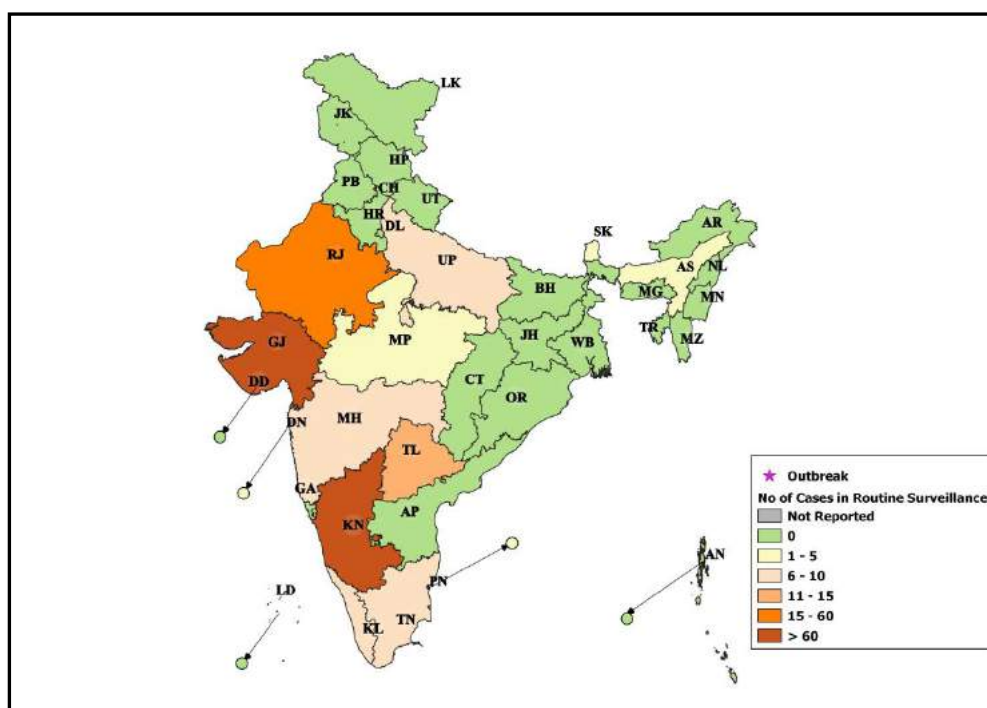 LK
JK
HP
PB
CH
UT
HR
DL
SK
AR
RJ
UP
AS
NL
BH
MG
MN
TR
MZ
JH
WB
GJ
MP
CT
DD
OR
DN
MH
TL
GA
AP
KN
AN
PN
LD
TN
KL
Outbreak
No of Cases in Routine Surveillance
Not Reported
0
1 - 5
6 - 10
11 - 15
15 - 60
> 60